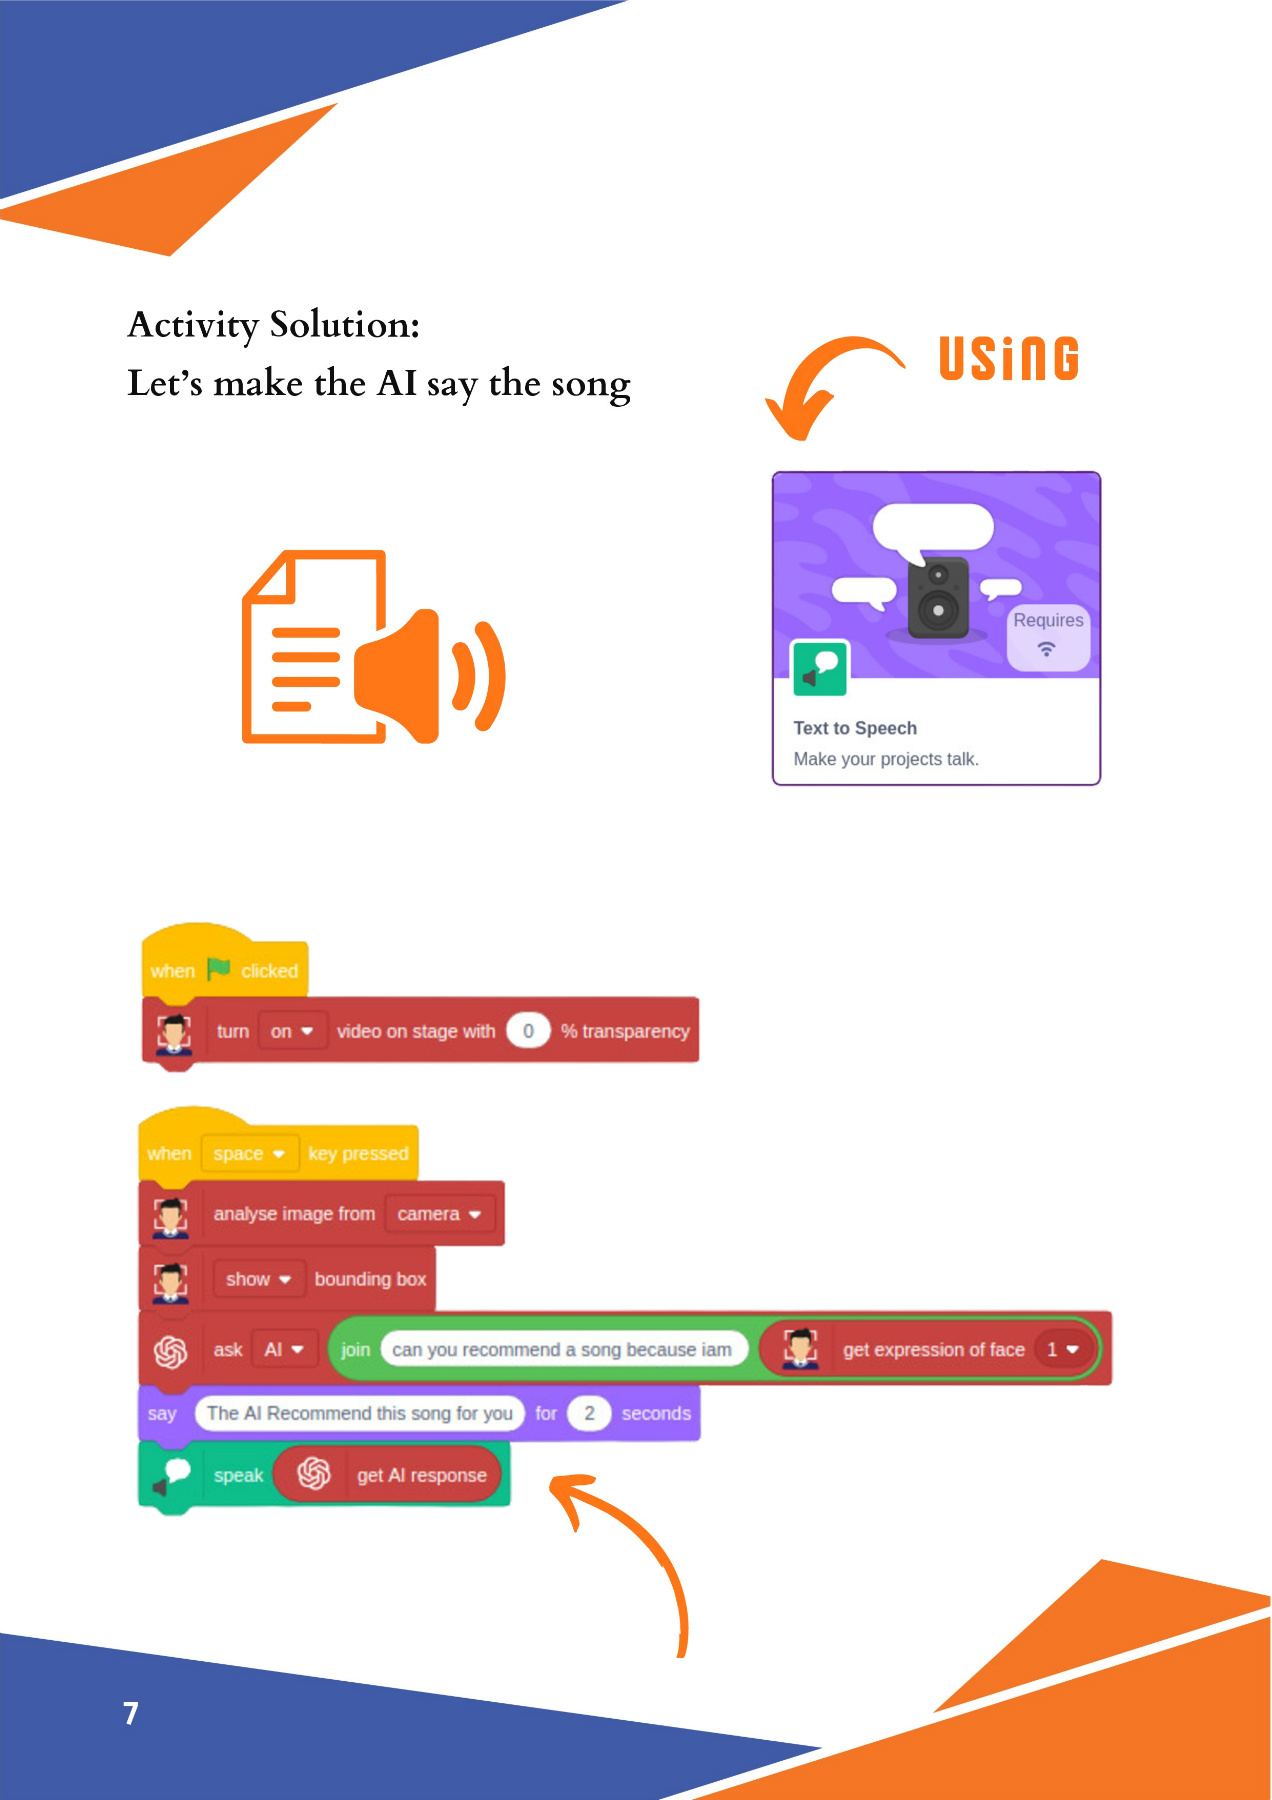 Activity Solution:
Let's make the AI say the song
USiNG
Requires
Text to Speech
Make your projects talk.
when clicked
turn on video on stage with 0 % transparency
when space key pressed
analyse image from camera
show bounding box
ask AI join can you recommend a song because iam get expression of face 1
say The AI Recommend this song for you for 2 seconds
speak get AI response
7